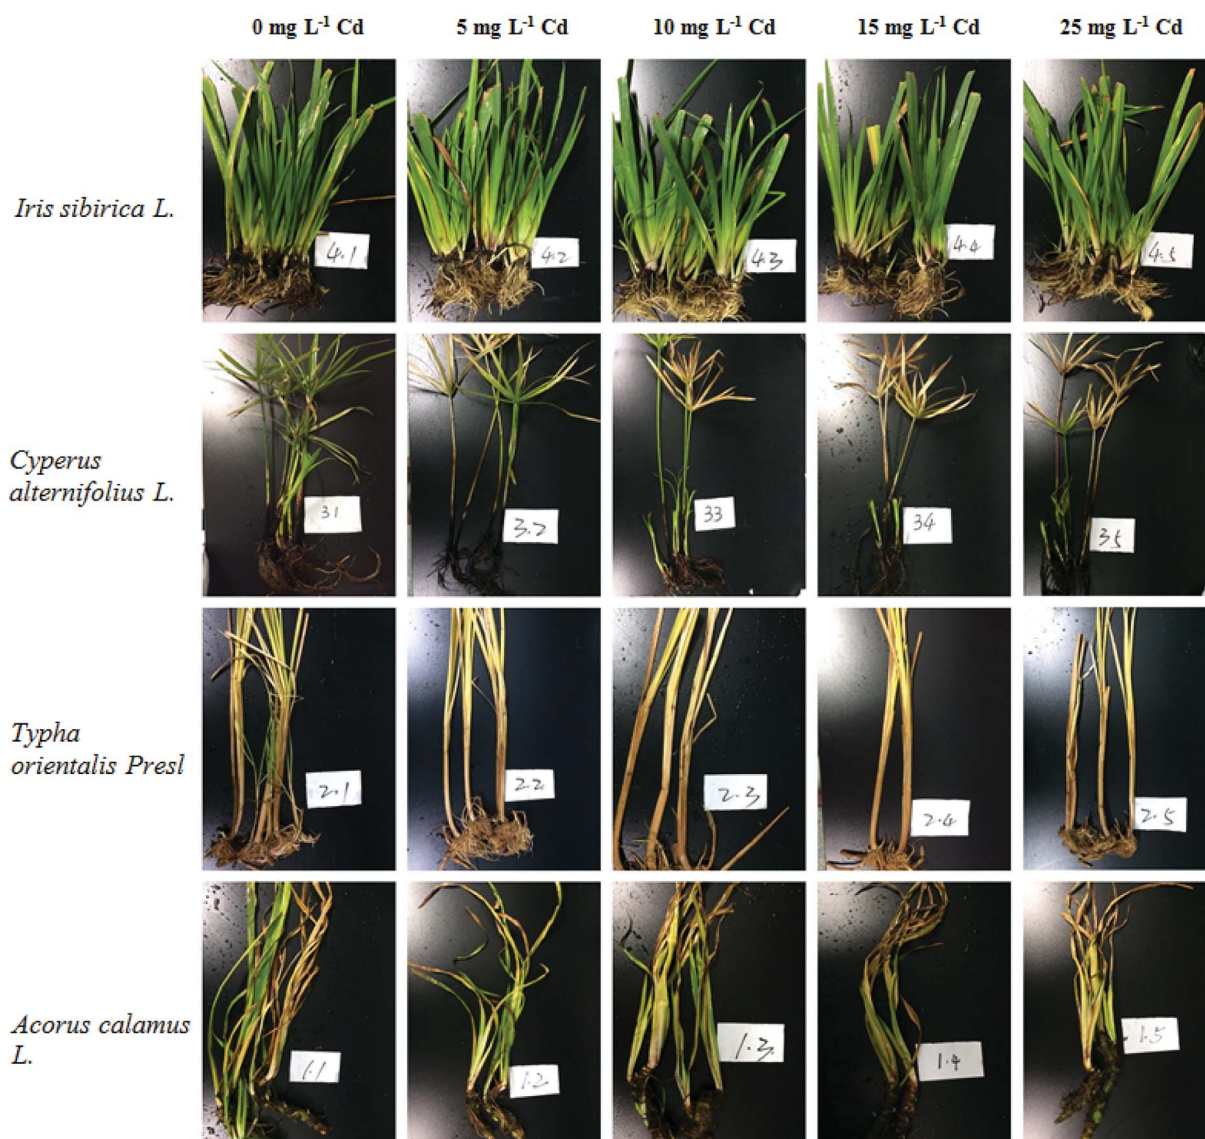 0 mg L⁻¹ Cd
5 mg L⁻¹ Cd
10 mg L⁻¹ Cd
15 mg L⁻¹ Cd
25 mg L⁻¹ Cd
Iris sibirica L.
4.1
4.2
4.3
4.4
4.5
Cyperus
alternifolius L.
31
3.2
33
34
35
Typha
orientalis Presl
2.1
2.2
2.3
2.4
2.5
Acorus calamus
L.
1.1
1.2
1.3
1.4
1.5